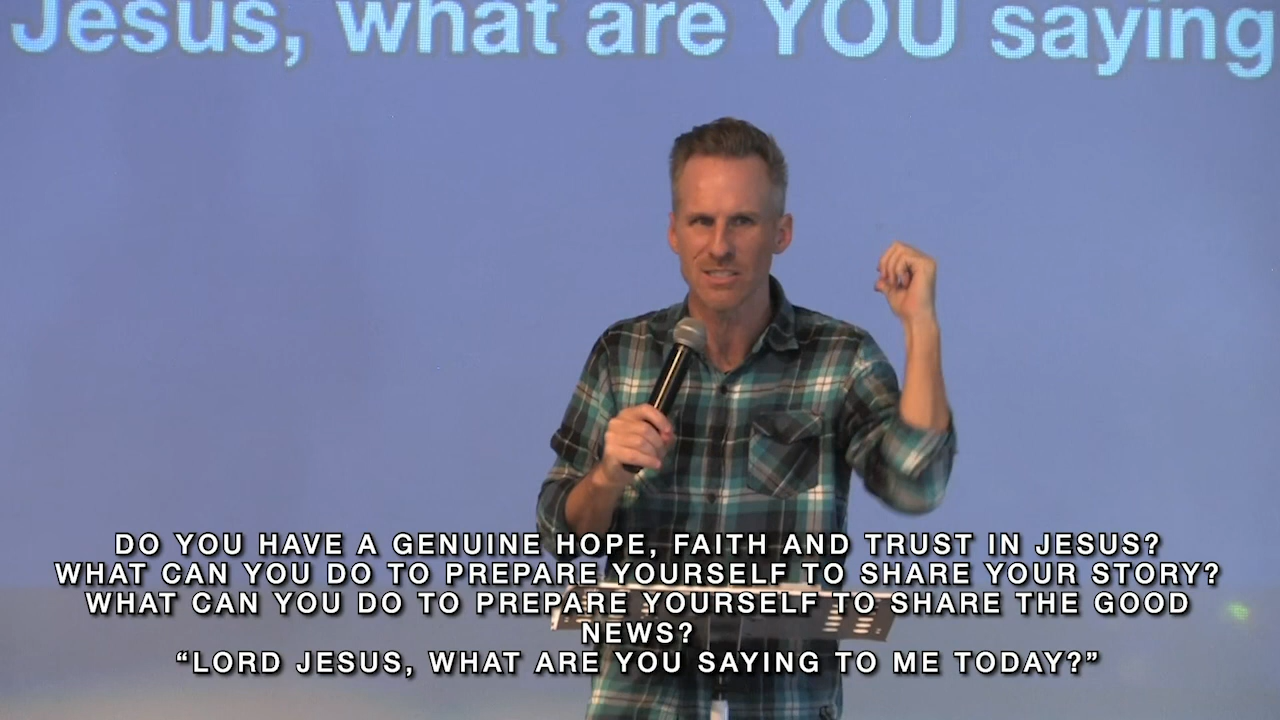 Jesus, what are YOU saying
DO YOU HAVE A GENUINE HOPE, FAITH AND TRUST IN JESUS?
WHAT CAN YOU DO TO PREPARE YOURSELF TO SHARE YOUR STORY?
WHAT CAN YOU DO TO PREPARE YOURSELF TO SHARE THE GOOD
NEWS?
“LORD JESUS, WHAT ARE YOU SAYING TO ME TODAY?”